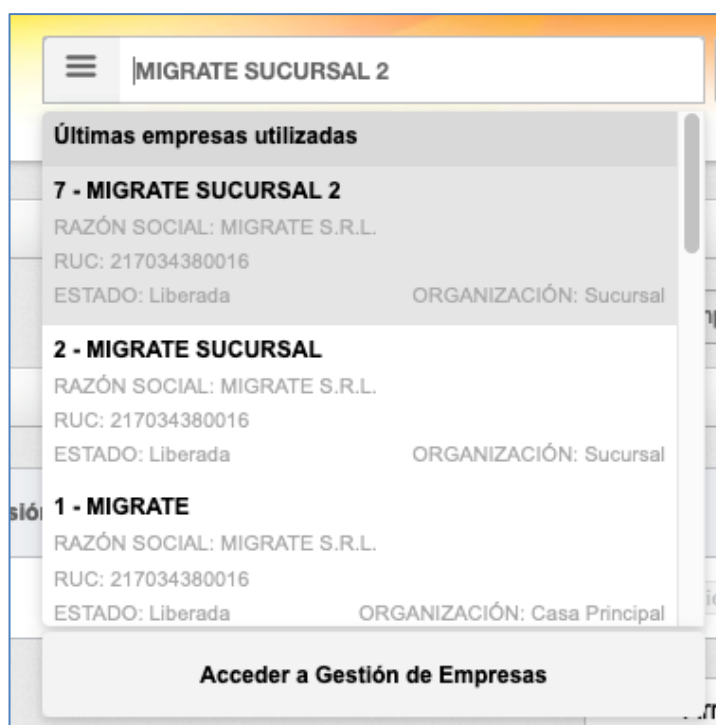 MIGRATE SUCURSAL 2
Últimas empresas utilizadas
7 - MIGRATE SUCURSAL 2
RAZÓN SOCIAL: MIGRATE S.R.L.
RUC: 217034380016
ESTADO: Liberada ORGANIZACIÓN: Sucursal
2 - MIGRATE SUCURSAL
RAZÓN SOCIAL: MIGRATE S.R.L.
RUC: 217034380016
ESTADO: Liberada ORGANIZACIÓN: Sucursal
1 - MIGRATE
RAZÓN SOCIAL: MIGRATE S.R.L.
RUC: 217034380016
ESTADO: Liberada ORGANIZACIÓN: Casa Principal
Acceder a Gestión de Empresas